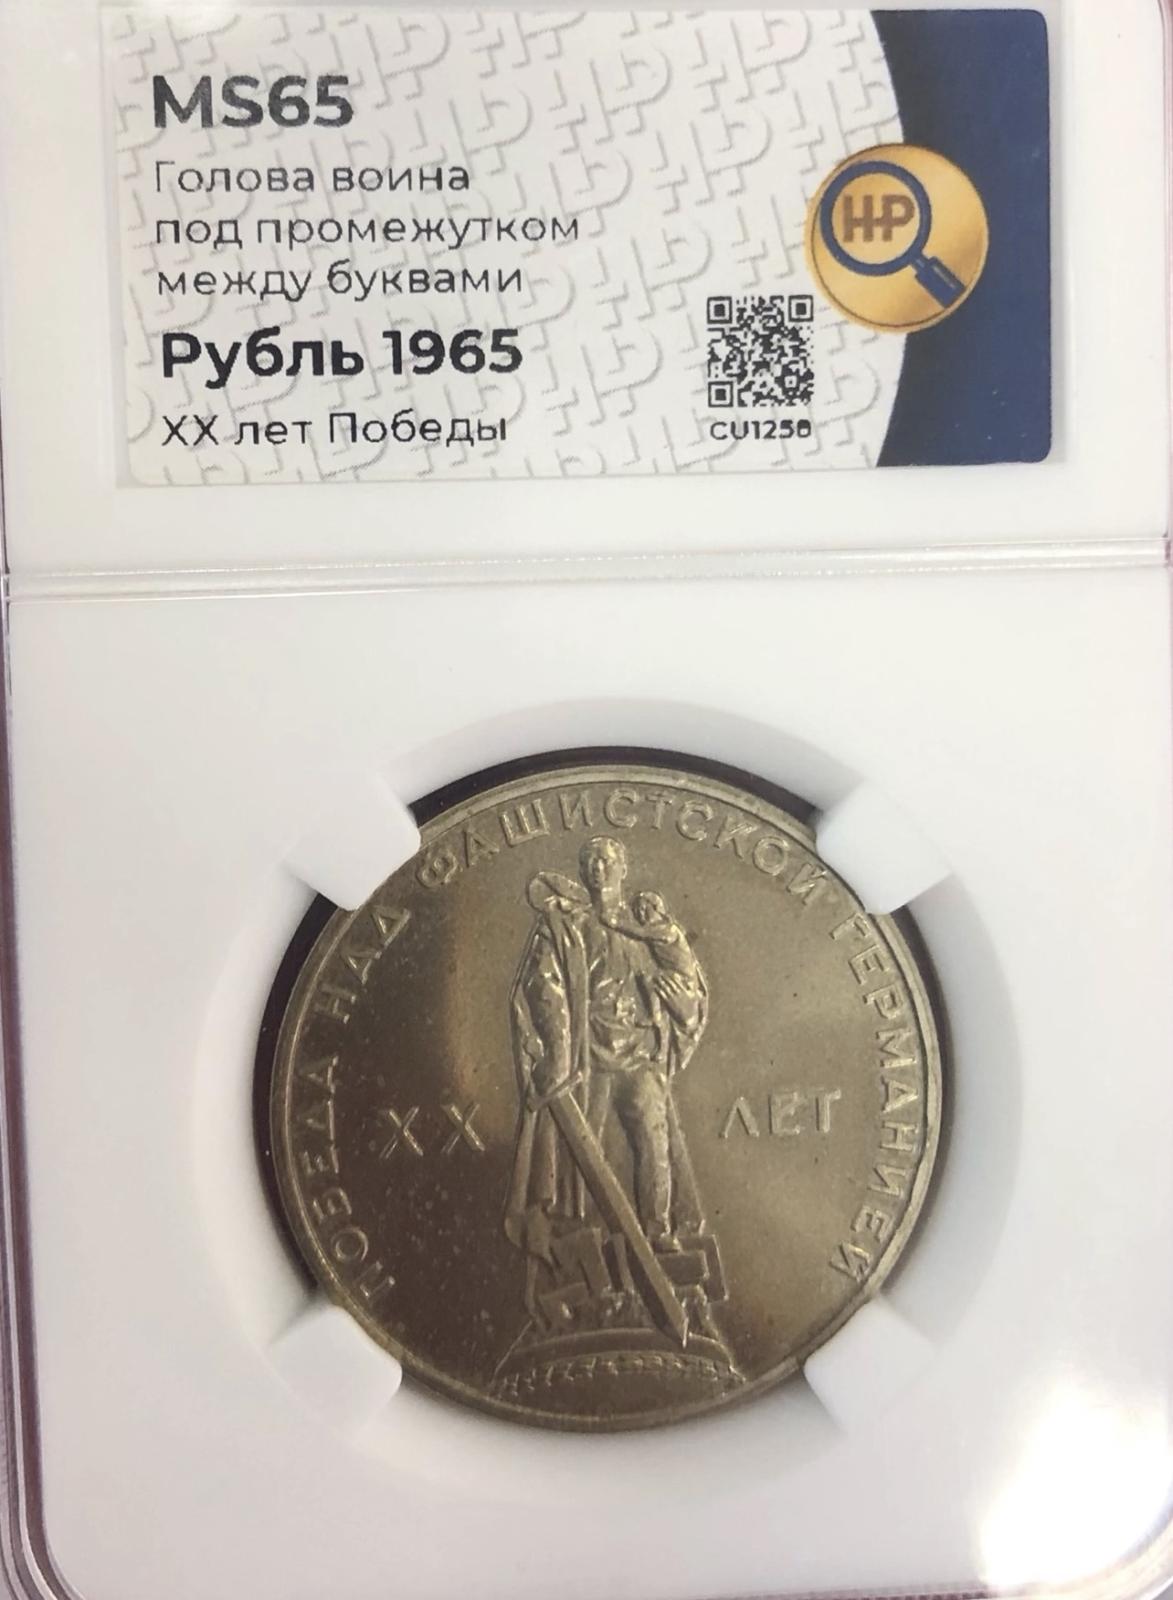 MS65
Голова воина
под промежутком
между буквами
Рубль 1965
XX лет Победы
ННР
CU1258
ПОБЕДА НАД ФАШИСТСКОЙ ГЕРМАНИЕЙ
XX ЛЕТ